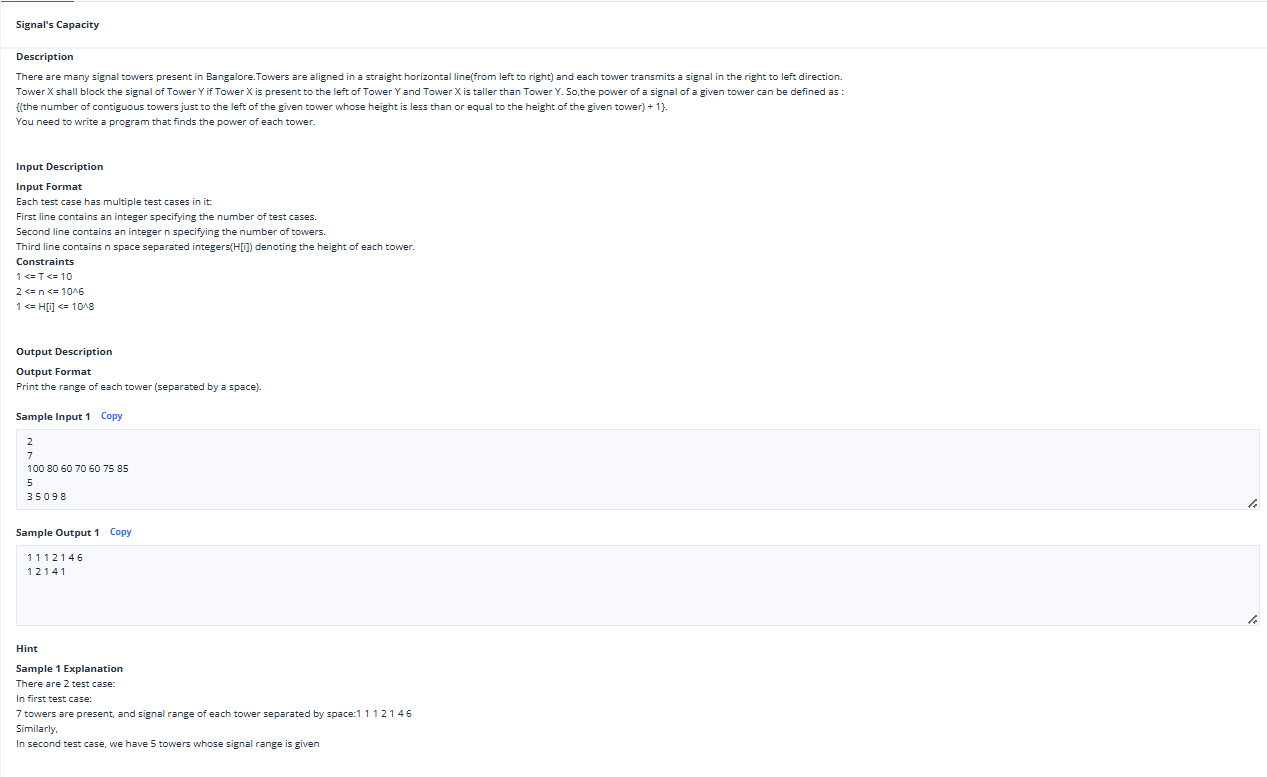 Signal's Capacity
Description
There are many signal towers present in Bangalore.Towers are aligned in a straight horizontal line(from left to right) and each tower transmits a signal in the right to left direction.
Tower X shall block the signal of Tower Y if Tower X is present to the left of Tower Y and Tower X is taller than Tower Y. So,the power of a signal of a given tower can be defined as :
{(the number of contiguous towers just to the left of the given tower whose height is less than or equal to the height of the given tower) + 1}.
You need to write a program that finds the power of each tower.
Input Description
Input Format
Each test case has multiple test cases in it:
First line contains an integer specifying the number of test cases.
Second line contains an integer n specifying the number of towers.
Third line contains n space separated integers(H[i]) denoting the height of each tower.
Constraints
1 <= T <= 10
2 <= n <= 10^6
1 <= H[i] <= 10^8
Output Description
Output Format
Print the range of each tower (separated by a space).
Sample Input 1 Copy
2
7
100 80 60 70 60 75 85
5
3 5 0 9 8
Sample Output 1 Copy
1 1 1 2 1 4 6
1 2 1 4 1
Hint
Sample 1 Explanation
There are 2 test case:
In first test case:
7 towers are present, and signal range of each tower separated by space:1 1 1 2 1 4 6
Similarly,
In second test case, we have 5 towers whose signal range is given